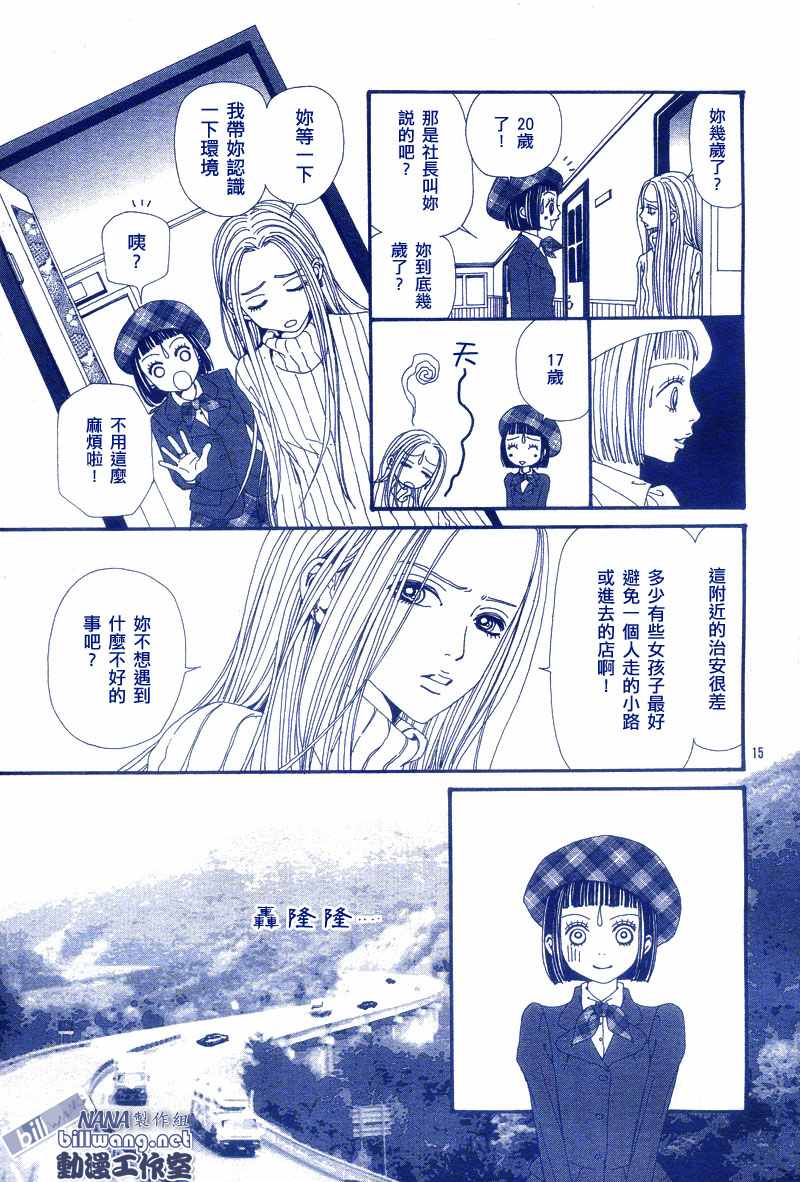 妳幾歲了？
20歲
了！
那是社長叫妳
說的吧？
妳到底幾
歲了？
17歲
天
妳等一下
我帶妳認識
一下環境
咦？
不用這麼
麻煩啦！
這附近的治安很差
多少有些女孩子最好
避免一個人走的小路
或進去的店啊！
妳不想遇到
什麼不好的
事吧？
15
轟隆隆……
bill
NANA製作組
billwang.net
動漫工作室